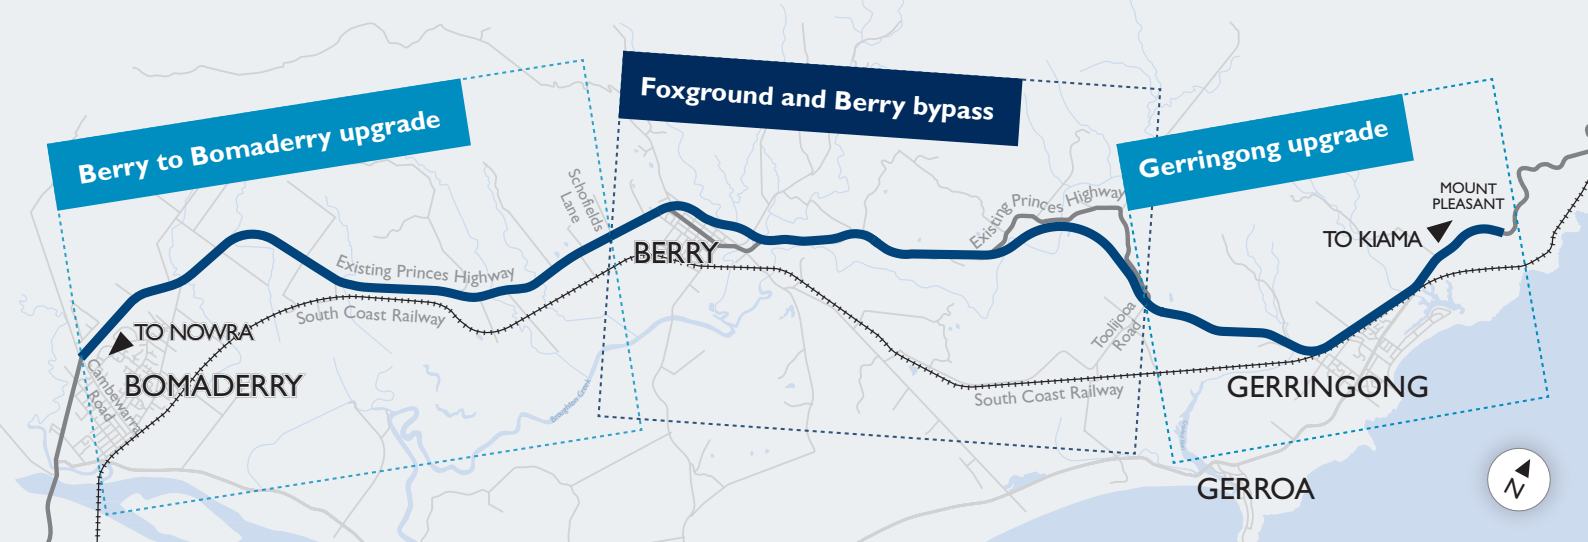 Berry to Bomaderry upgrade
Foxground and Berry bypass
Gerringong upgrade
Schofields
Lane
Existing Princes Highway
MOUNT
PLEASANT
TO KIAMA
BERRY
Existing Princes Highway
South Coast Railway
TO NOWRA
Toolijooa
Road
BOMADERRY
Cambewarra
Road
Broughton Creek
South Coast Railway
GERRINGONG
GERROA
N